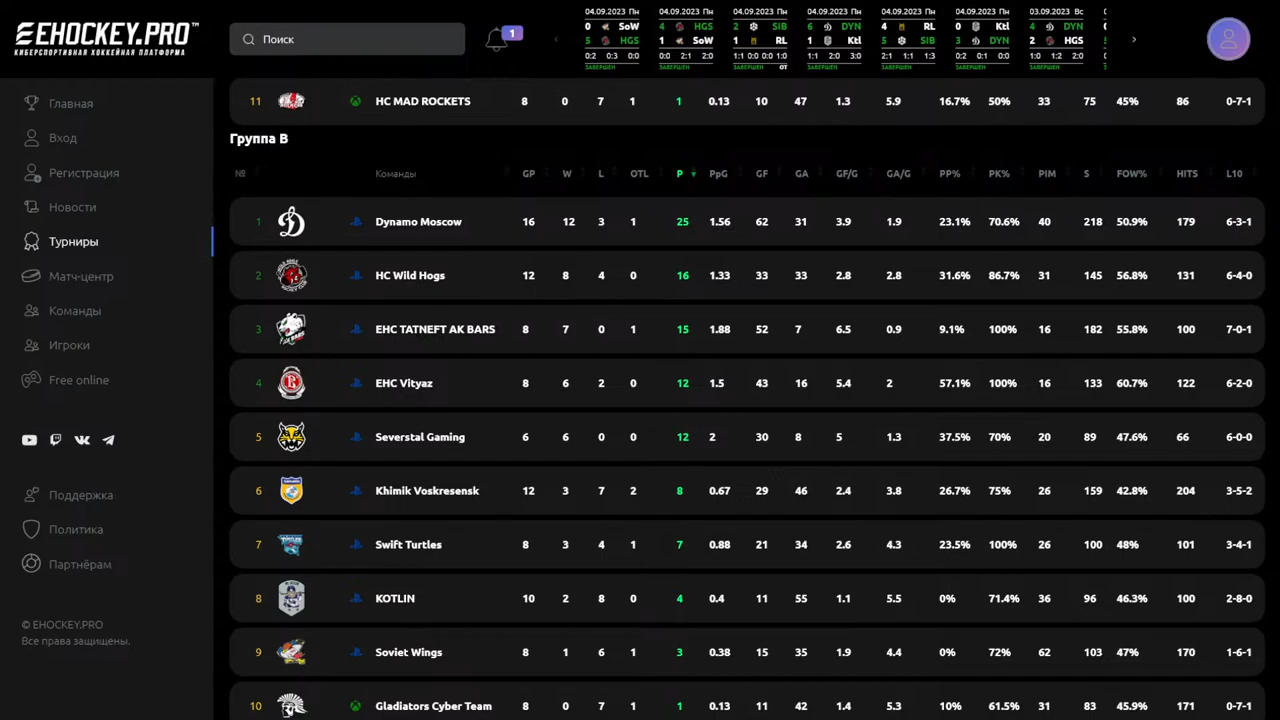 EHOCKEY.PRO™
КИБЕРСПОРТИВНАЯ ХОККЕЙНАЯ ПЛАТФОРМА
Поиск
1
04.09.2023 Пн
0 SoW
5 HGS
0:2 0:3 0:0
ЗАВЕРШЕН
04.09.2023 Пн
4 HGS
1 SoW
0:0 2:1 2:0
ЗАВЕРШЕН
04.09.2023 Пн
2 SiB
1 RL
1:1 0:0 0:0 1:0
ЗАВЕРШЕН ОТ
04.09.2023 Пн
6 DYN
1 Ktl
1:1 2:0 3:0
ЗАВЕРШЕН
04.09.2023 Пн
4 RL
5 SiB
2:1 1:1 1:3
ЗАВЕРШЕН
04.09.2023 Пн
0 Ktl
3 DYN
0:2 0:1 0:0
ЗАВЕРШЕН
03.09.2023 Вс
4 DYN
2 HGS
1:0 1:2 2:0
ЗАВЕРШЕН
Главная
Вход
Регистрация
Новости
Турниры
Матч-центр
Команды
Игроки
Free online
Поддержка
Политика
Партнёрам
© EHOCKEY.PRO
Все права защищены.
11 HC MAD ROCKETS 8 0 7 1 1 0.13 10 47 1.3 5.9 16.7% 50% 33 75 45% 86 0-7-1
Группа B
№ Команды GP W L OTL P PpG GF GA GF/G GA/G PP% PK% PIM S FOW% HITS L10
1 Dynamo Moscow 16 12 3 1 25 1.56 62 31 3.9 1.9 23.1% 70.6% 40 218 50.9% 179 6-3-1
2 HC Wild Hogs 12 8 4 0 16 1.33 33 33 2.8 2.8 31.6% 86.7% 31 145 56.8% 131 6-4-0
3 EHC TATNEFT AK BARS 8 7 0 1 15 1.88 52 7 6.5 0.9 9.1% 100% 16 182 55.8% 100 7-0-1
4 EHC Vityaz 8 6 2 0 12 1.5 43 16 5.4 2 57.1% 100% 16 133 60.7% 122 6-2-0
5 Severstal Gaming 6 6 0 0 12 2 30 8 5 1.3 37.5% 70% 20 89 47.6% 66 6-0-0
6 Khimik Voskresensk 12 3 7 2 8 0.67 29 46 2.4 3.8 26.7% 75% 26 159 42.8% 204 3-5-2
7 Swift Turtles 8 3 4 1 7 0.88 21 34 2.6 4.3 23.5% 100% 26 100 48% 101 3-4-1
8 KOTLIN 10 2 8 0 4 0.4 11 55 1.1 5.5 0% 71.4% 36 96 46.3% 100 2-8-0
9 Soviet Wings 8 1 6 1 3 0.38 15 35 1.9 4.4 0% 72% 62 103 47% 170 1-6-1
10 Gladiators Cyber Team 8 0 7 1 1 0.13 11 42 1.4 5.3 10% 61.5% 31 83 45.9% 171 0-7-1